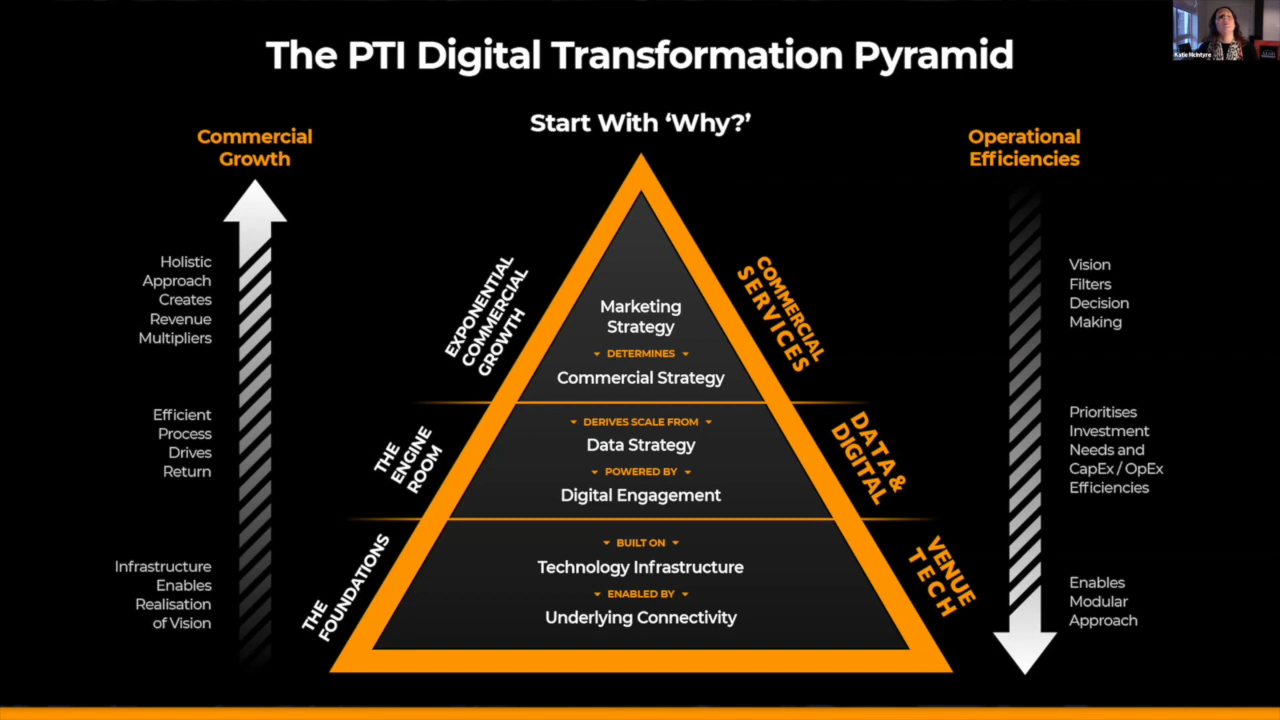 The PTI Digital Transformation Pyramid
Katie McIntyre
Start With ‘Why?’
Commercial
Growth
Holistic
Approach
Creates
Revenue
Multipliers
Efficient
Process
Drives
Return
Infrastructure
Enables
Realisation
of Vision
EXPONENTIAL
COMMERCIAL
GROWTH
THE
ENGINE
ROOM
THE
FOUNDATIONS
Marketing
Strategy
DETERMINES
Commercial Strategy
DERIVES SCALE FROM
Data Strategy
POWERED BY
Digital Engagement
BUILT ON
Technology Infrastructure
ENABLED BY
Underlying Connectivity
COMMERCIAL
SERVICES
DATA &
DIGITAL
VENUE
TECH
Operational
Efficiencies
Vision
Filters
Decision
Making
Prioritises
Investment
Needs and
CapEx / OpEx
Efficiencies
Enables
Modular
Approach